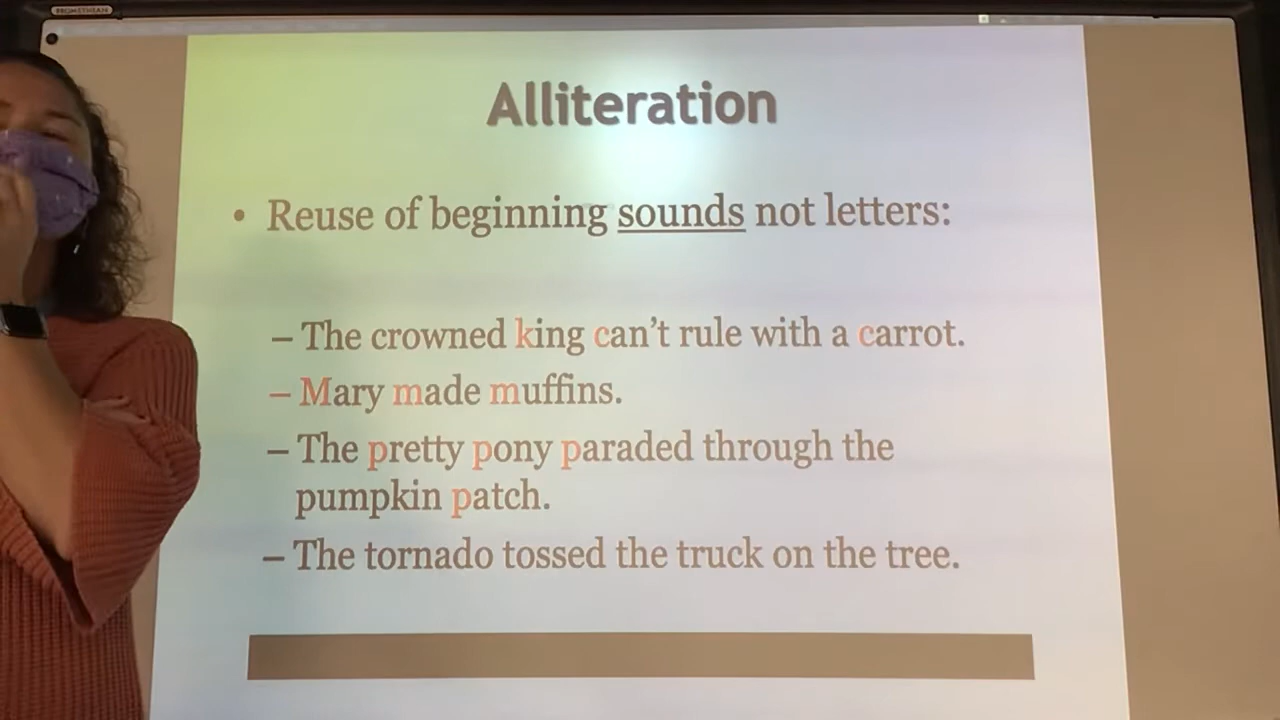 PROMETHEAN
Alliteration
• Reuse of beginning sounds not letters:
– The crowned king can't rule with a carrot.
– Mary made muffins.
– The pretty pony paraded through the
pumpkin patch.
– The tornado tossed the truck on the tree.